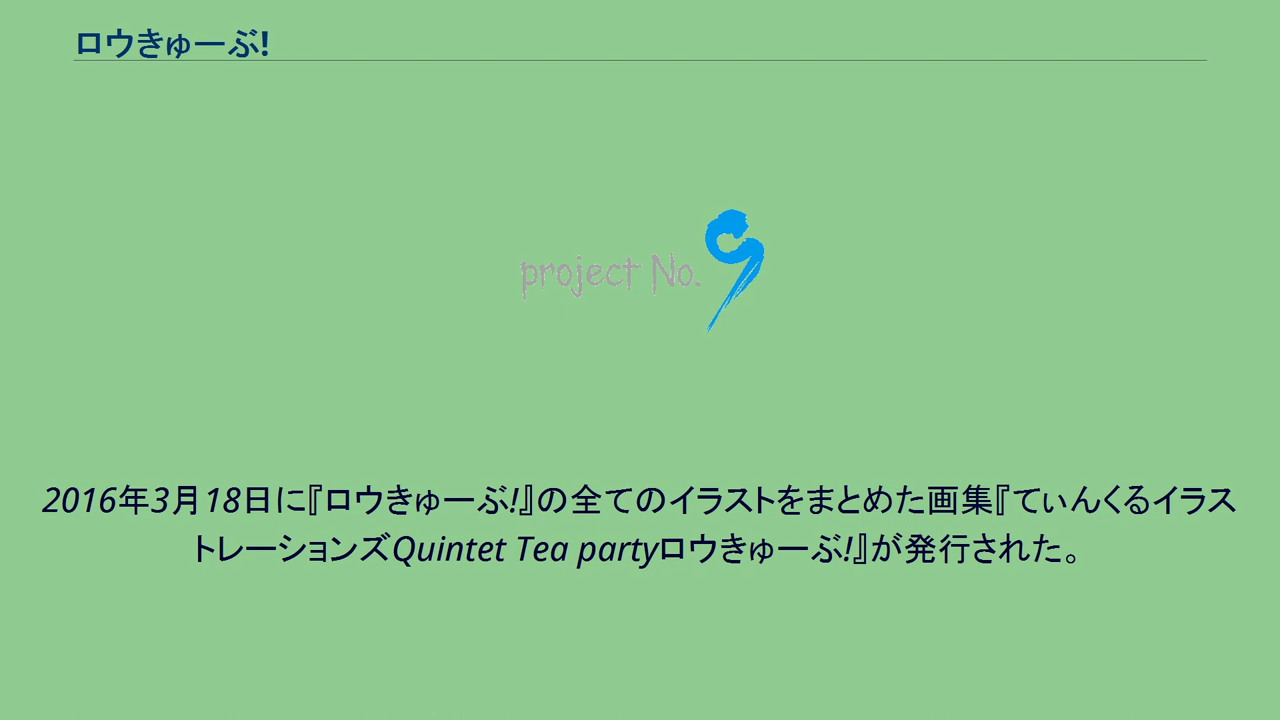 ロウきゅーぶ!
project No.9
2016年3月18日に『ロウきゅーぶ!』の全てのイラストをまとめた画集『てぃんくるイラス
トレーションズQuintet Tea partyロウきゅーぶ!』が発行された。